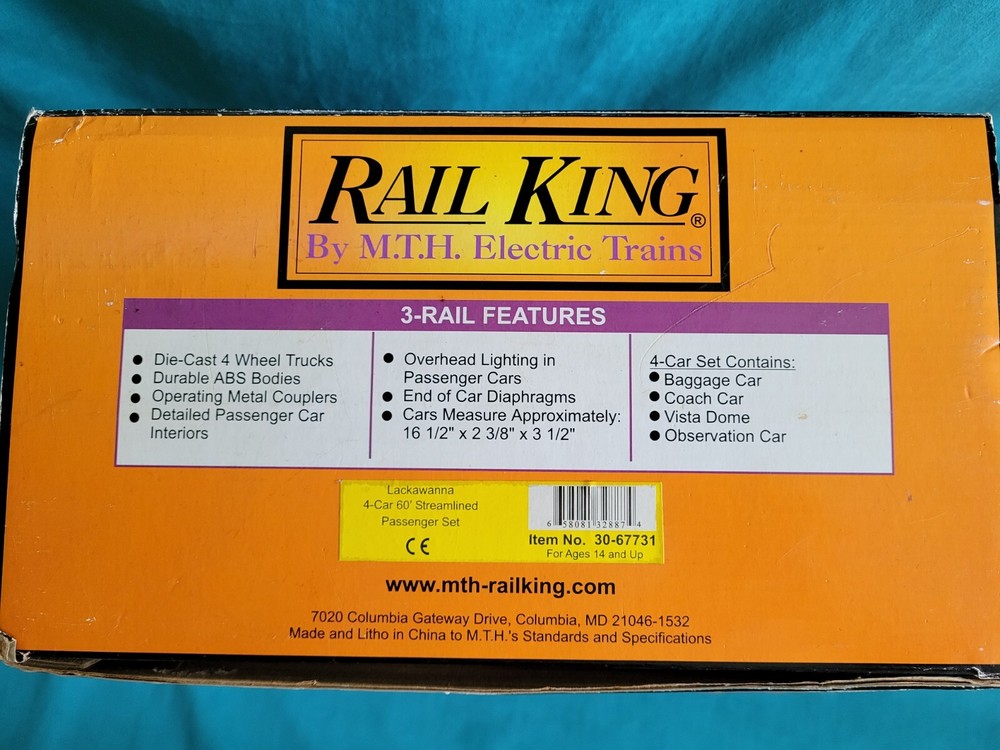 RAIL KING®
By M.T.H. Electric Trains
3-RAIL FEATURES
● Die-Cast 4 Wheel Trucks
● Durable ABS Bodies
● Operating Metal Couplers
● Detailed Passenger Car
Interiors
● Overhead Lighting in
Passenger Cars
● End of Car Diaphragms
● Cars Measure Approximately:
16 1/2" x 2 3/8" x 3 1/2"
4-Car Set Contains:
● Baggage Car
● Coach Car
● Vista Dome
● Observation Car
Lackawanna
4-Car 60' Streamlined
Passenger Set
CE
6 58081 32887 4
Item No. 30-67731
For Ages 14 and Up
www.mth-railking.com
7020 Columbia Gateway Drive, Columbia, MD 21046-1532
Made and Litho in China to M.T.H.'s Standards and Specifications